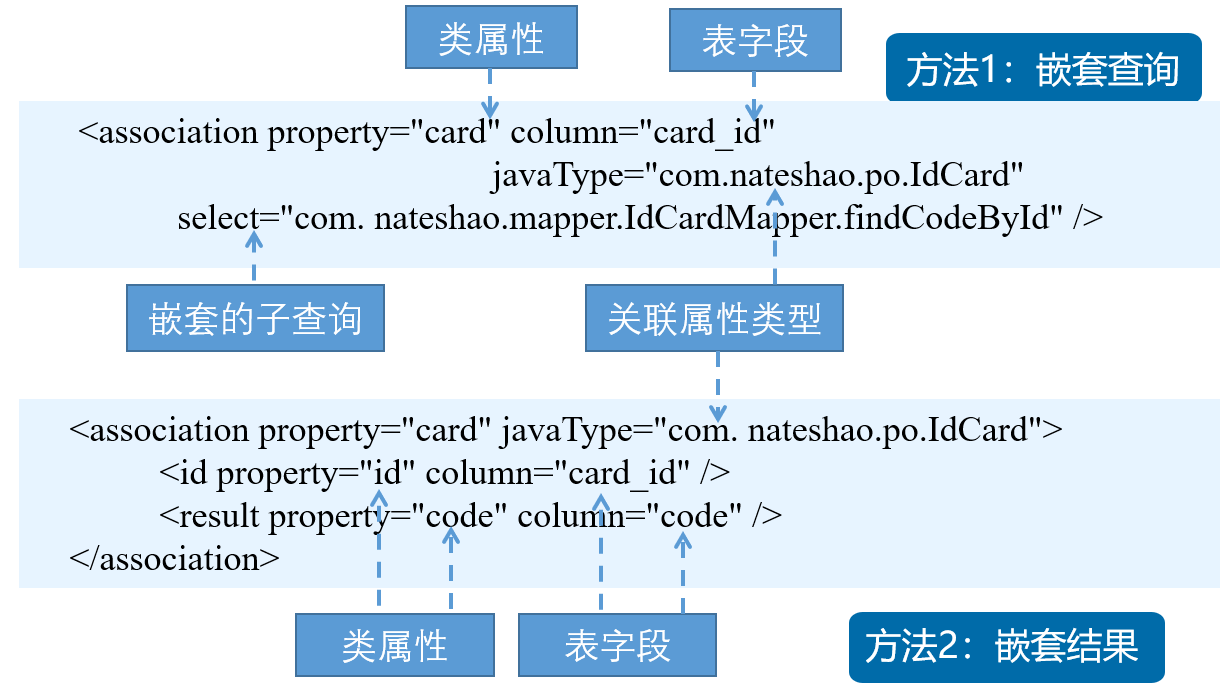 类属性
表字段
方法1：嵌套查询
<association property="card" column="card_id"
javaType="com.nateshao.po.IdCard"
select="com. nateshao.mapper.IdCardMapper.findCodeById" />
嵌套的子查询
关联属性类型
<association property="card" javaType="com. nateshao.po.IdCard">
<id property="id" column="card_id" />
<result property="code" column="code" />
</association>
类属性
表字段
方法2：嵌套结果